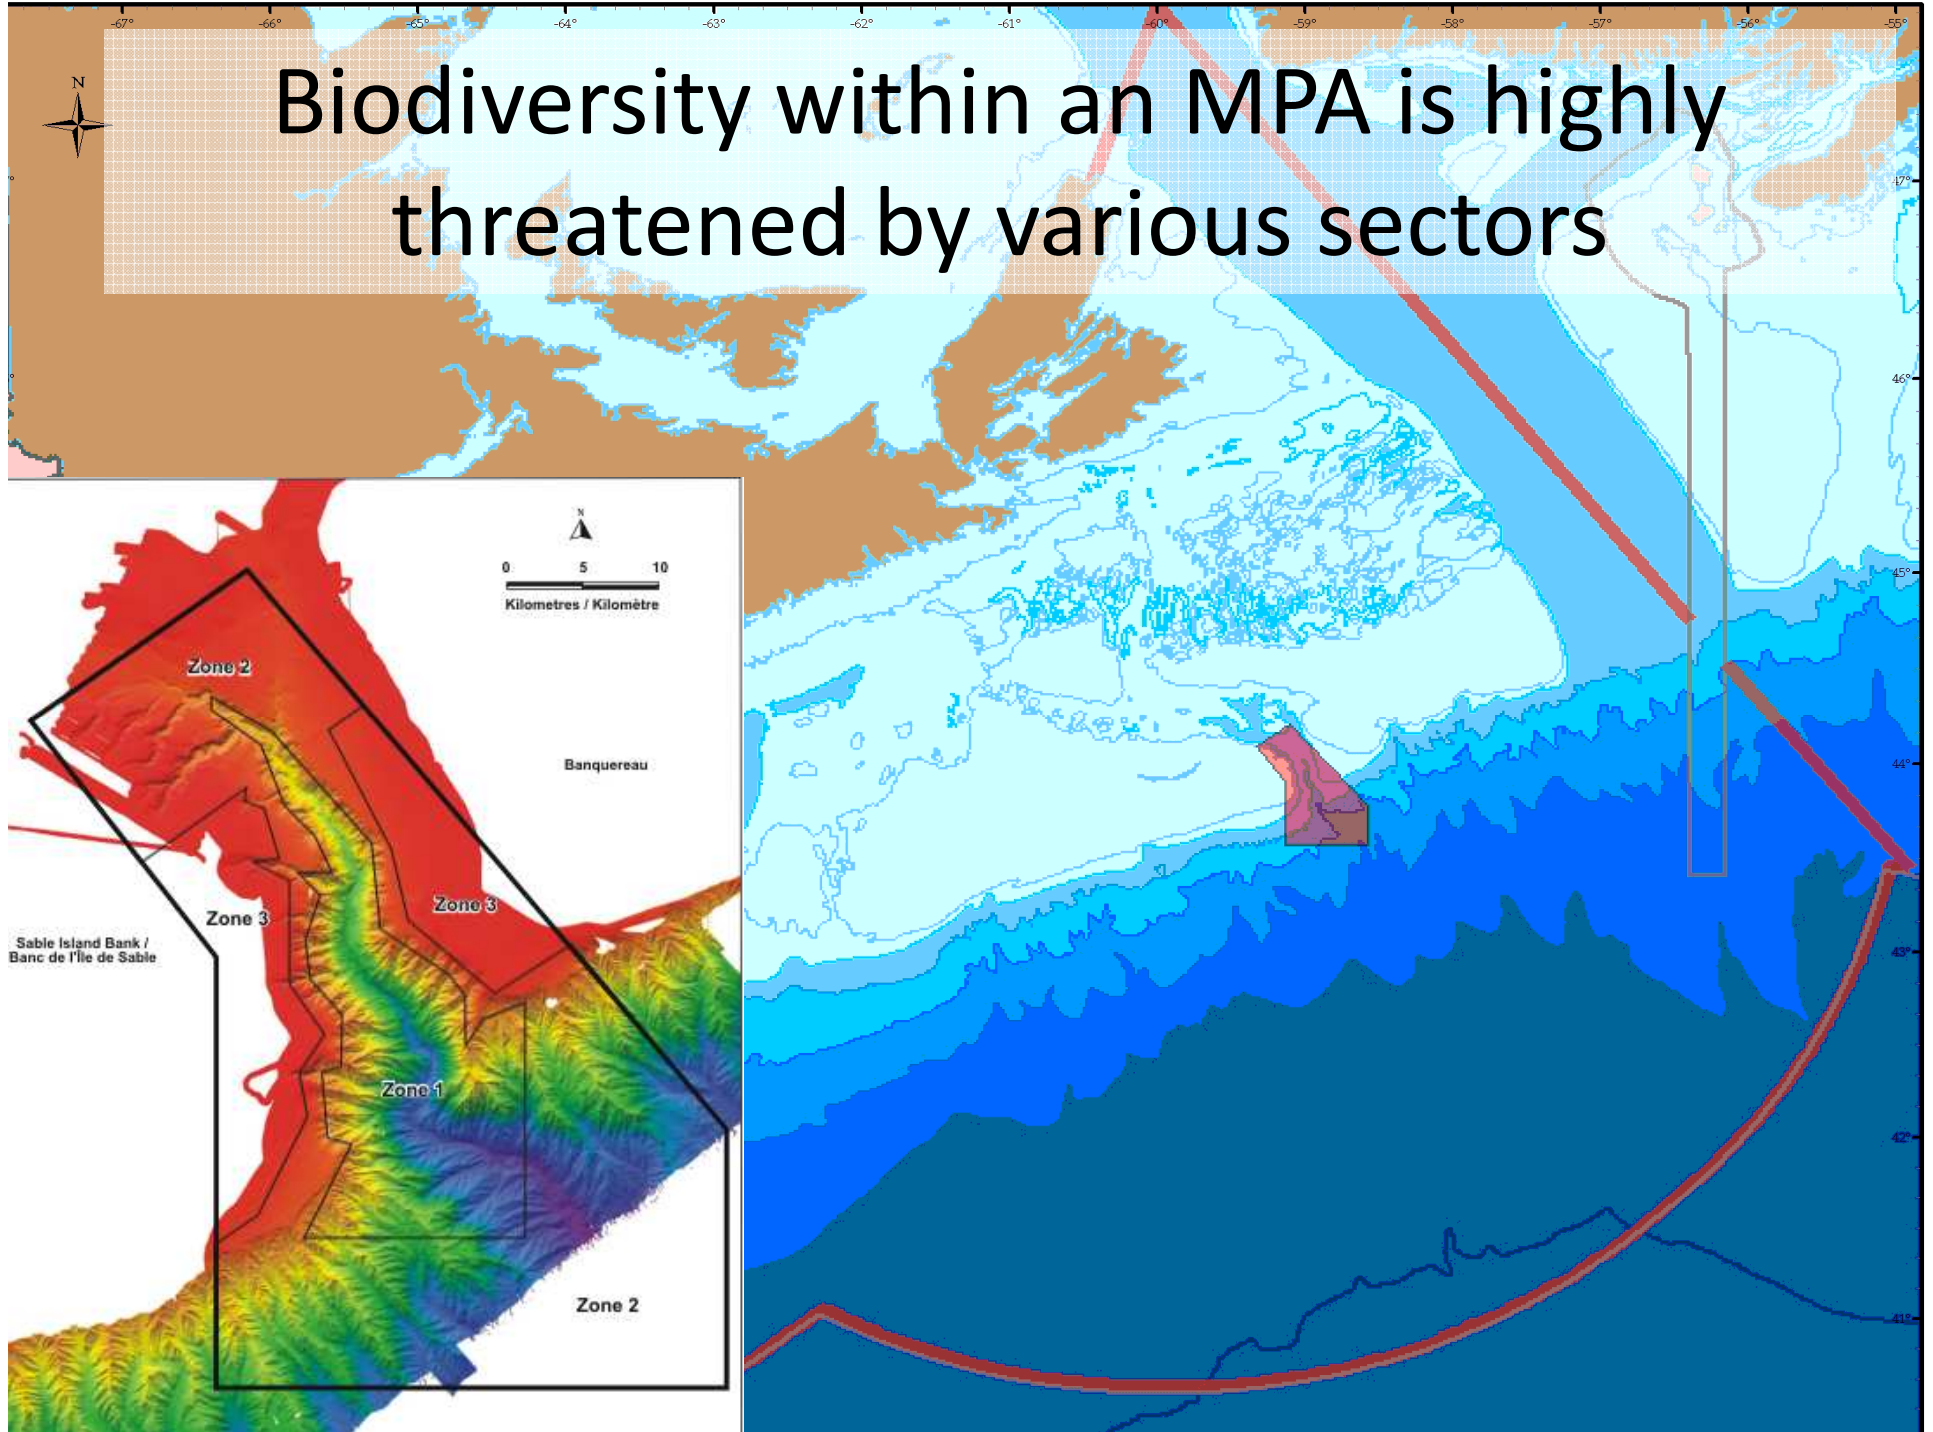 -67° -66° -65° -64° -62° -61° -60° -59° -58° -57° -56° -55°
N
Biodiversity within an MPA is highly
threatened by various sectors
47°
46°
45°
44°
43°
42°
41°
N
0 5 10
Kilometres / Kilomètre
Zone 2
Banquereau
Zone 3
Zone 3
Sable Island Bank /
Banc de l'Île de Sable
Zone 1
Zone 2